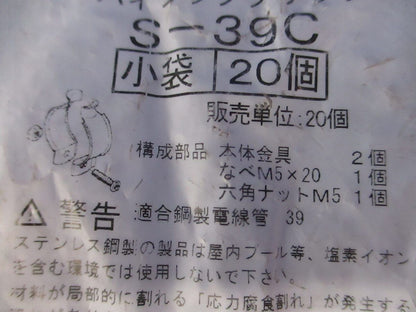 S-39C
小袋 20個
販売単位:20個
構成部品 本体金具 2個
なべM5×20 1個
六角ナットM5 1個
警告 適合鋼製電線管 39
ステンレス鋼製の製品は屋内プール等、塩素イオン
を含む環境では使用しないで下さい。
材料が局部的に割れる「応力腐食割れ」が発生する